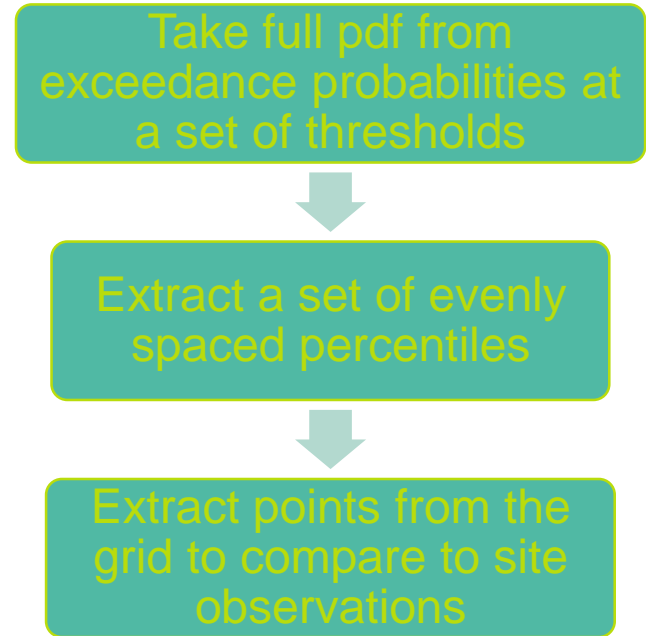 Take full pdf from
exceedance probabilities at
a set of thresholds
Extract a set of evenly
spaced percentiles
Extract points from the
grid to compare to site
observations